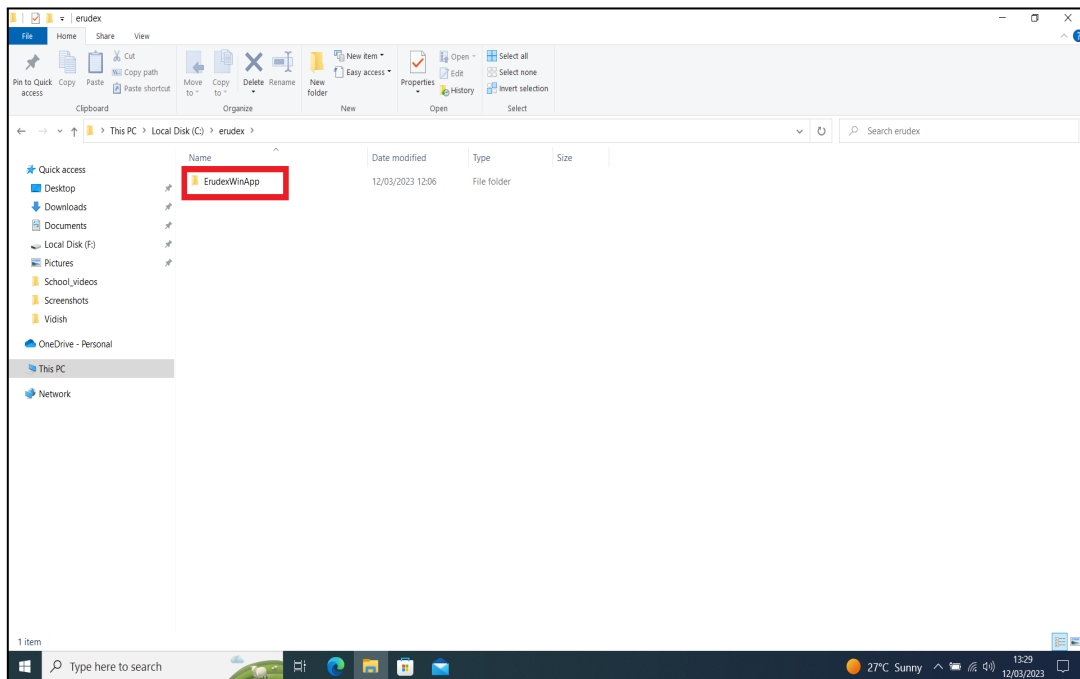 erudex
File Home Share View
Pin to Quick access
Copy
Paste
Cut
Copy path
Paste shortcut
Clipboard
Move to
Copy to
Delete
Rename
Organize
New folder
New item
Easy access
New
Properties
Open
Edit
History
Open
Select all
Select none
Invert selection
Select
> This PC > Local Disk (C:) > erudex >
Search erudex
Name Date modified Type Size
ErudexWinApp 12/03/2023 12:06 File folder
Quick access
Desktop
Downloads
Documents
Local Disk (F:)
Pictures
School_videos
Screenshots
Vidish
OneDrive - Personal
This PC
Network
1 item
Type here to search
27°C Sunny
13:29
12/03/2023